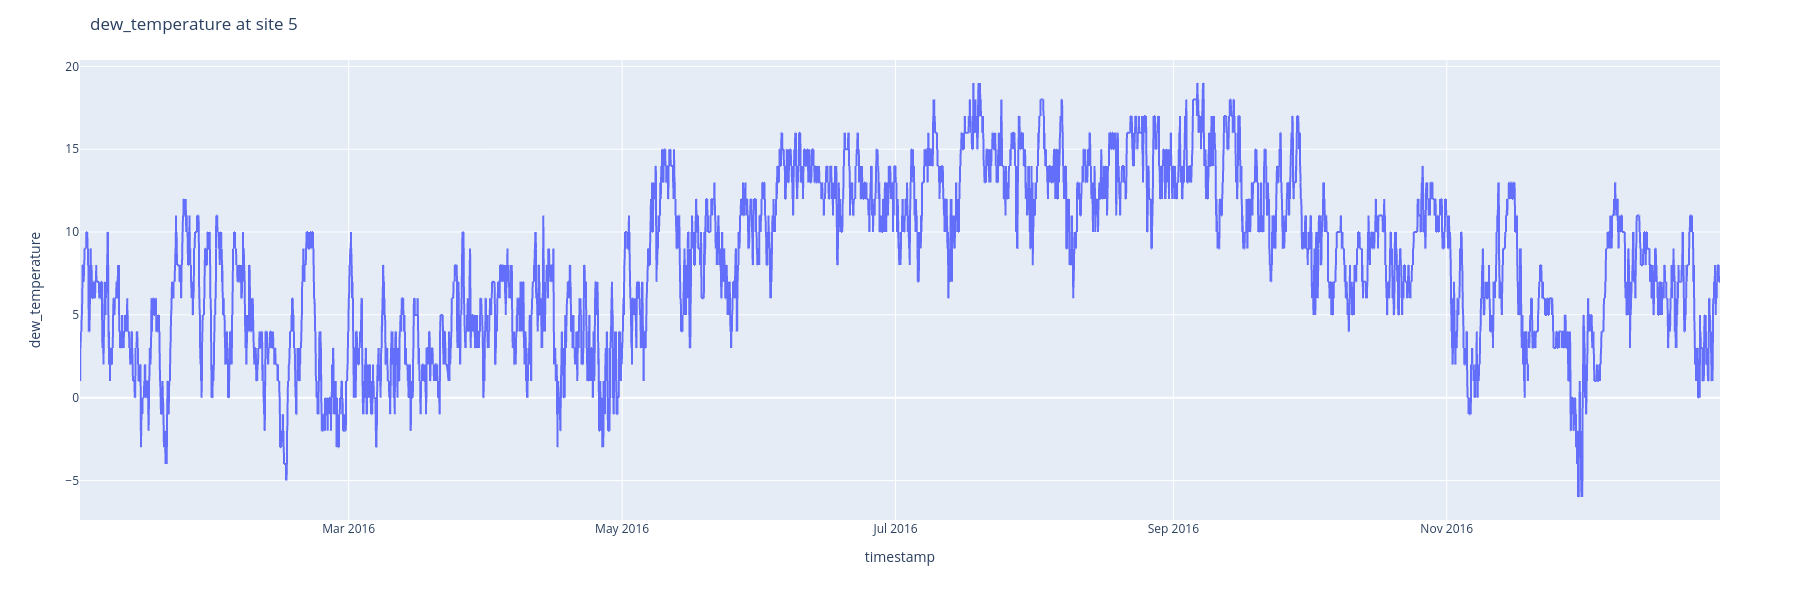 dew_temperature at site 5
dew_temperature
20
15
10
5
0
−5
Mar 2016
May 2016
Jul 2016
Sep 2016
Nov 2016
timestamp